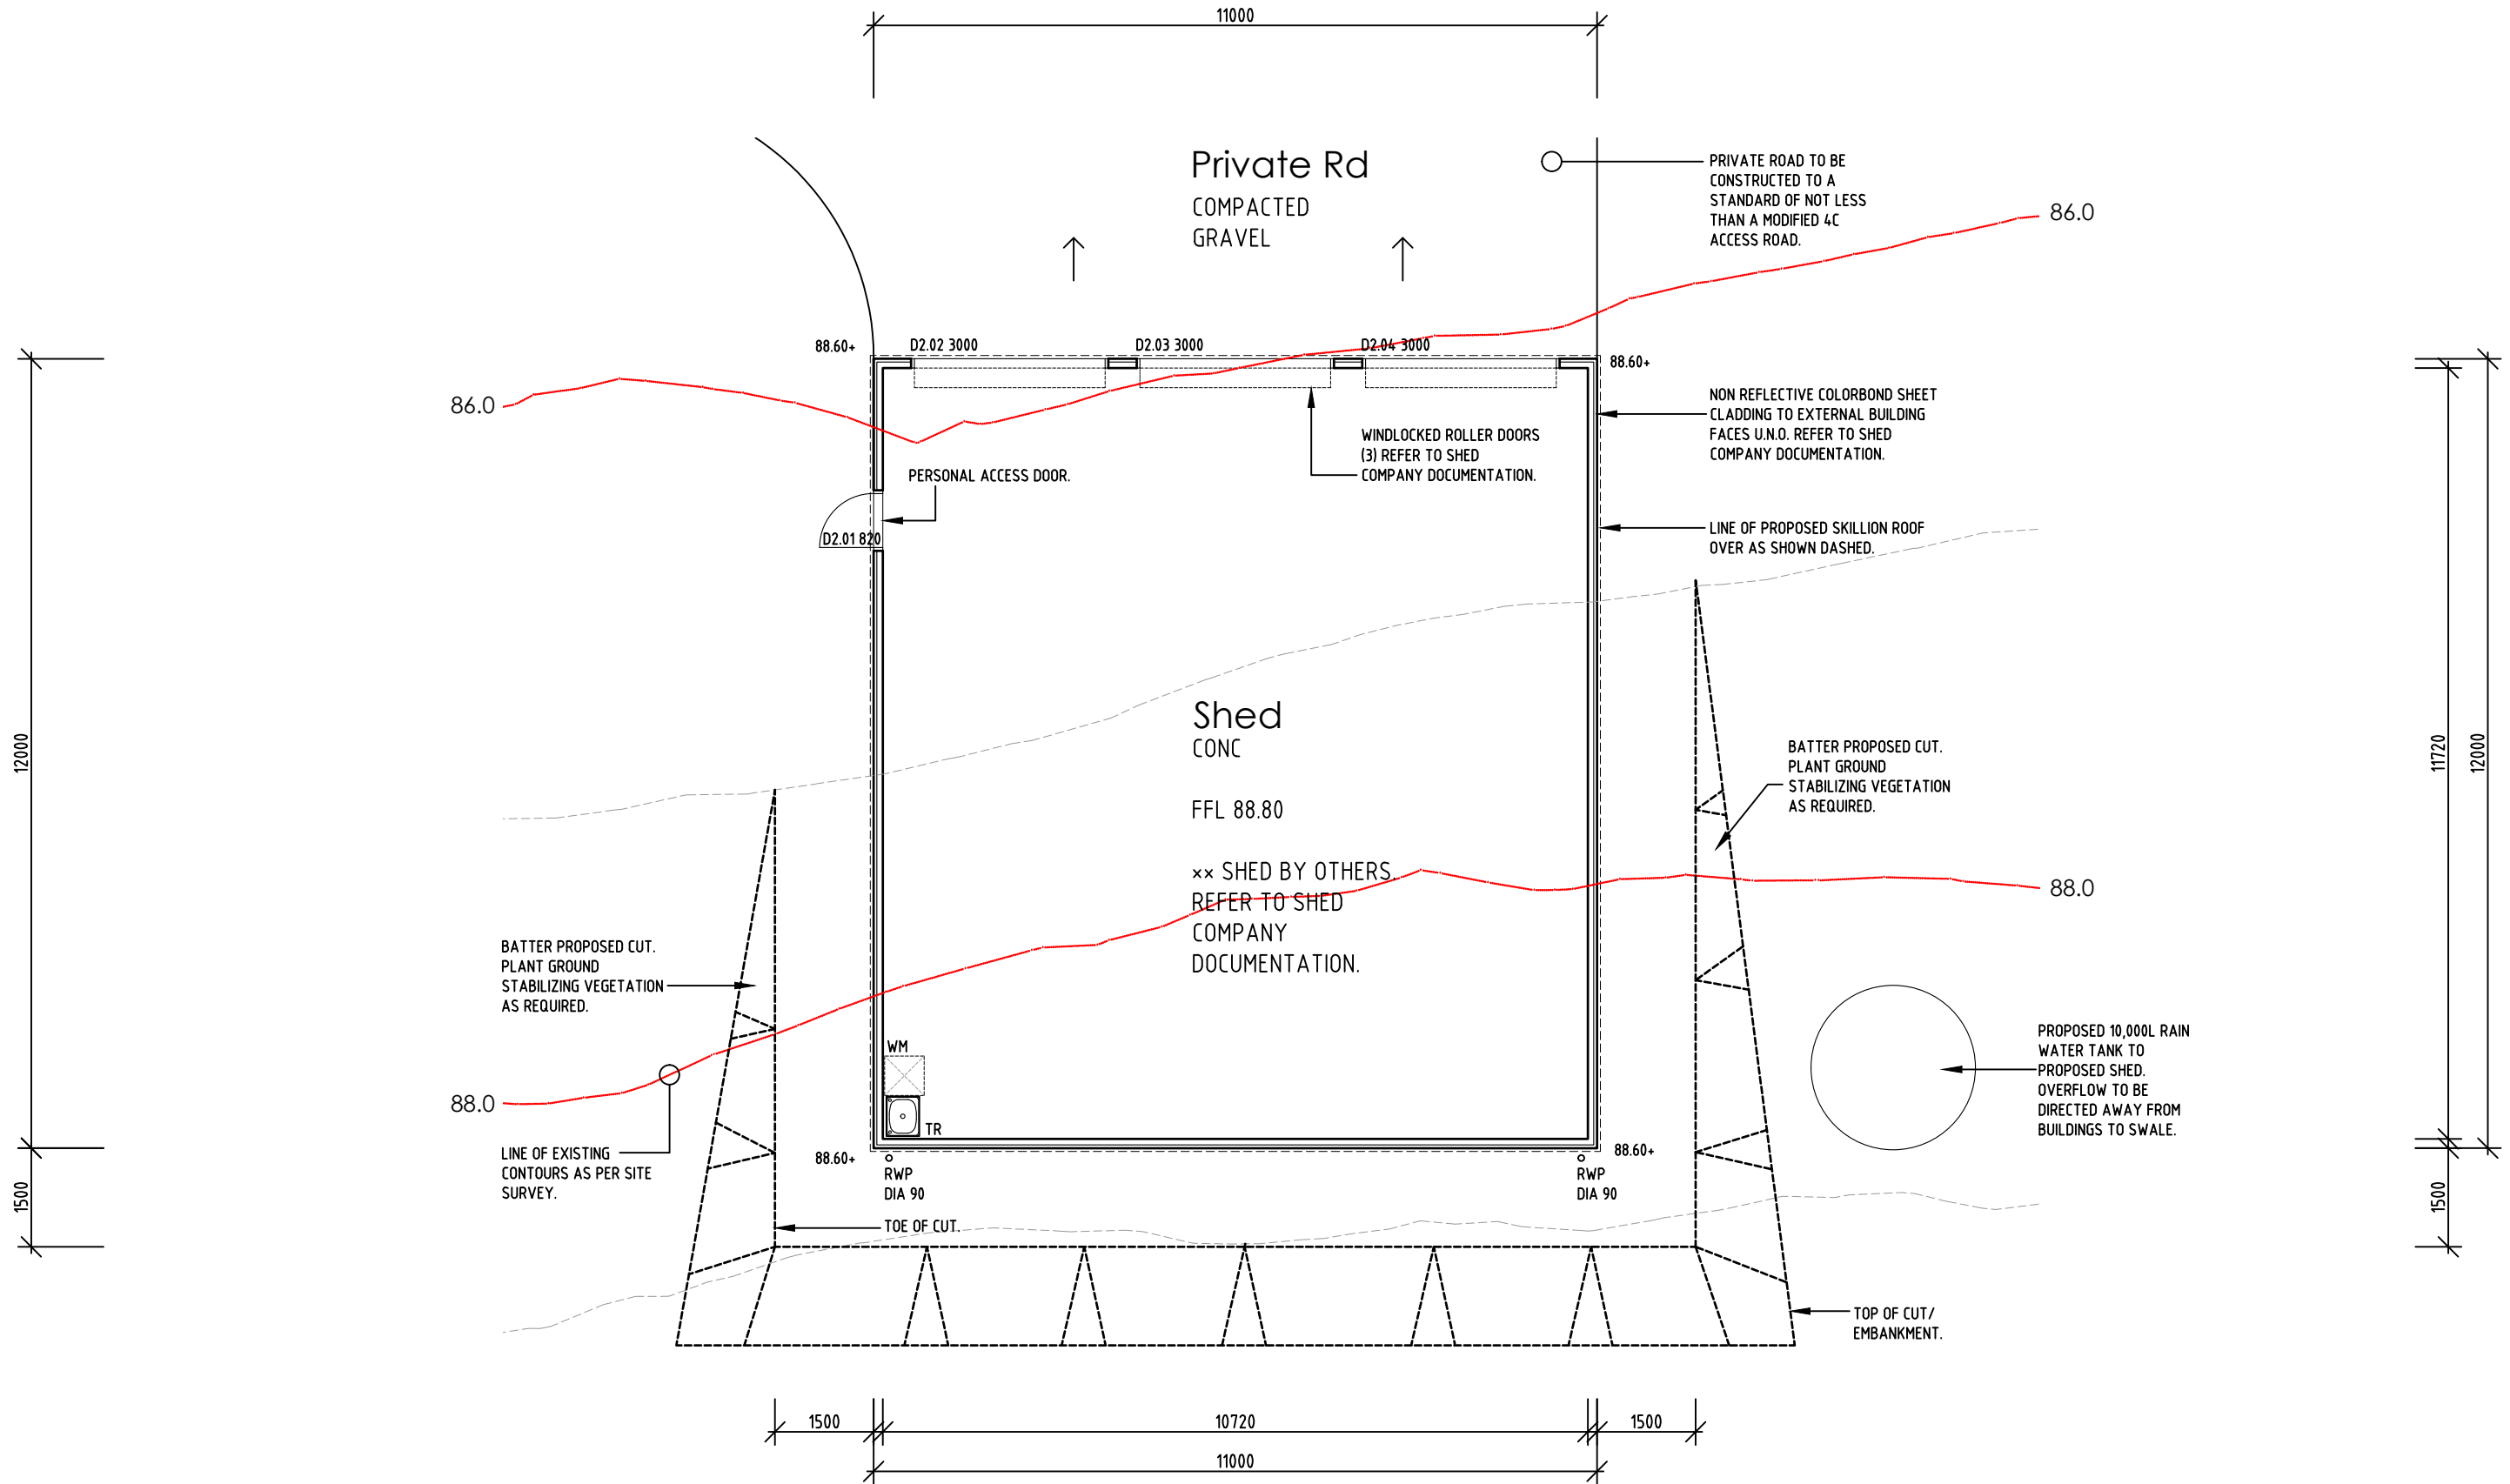 11000
Private Rd
COMPACTED
GRAVEL
PRIVATE ROAD TO BE
CONSTRUCTED TO A
STANDARD OF NOT LESS
THAN A MODIFIED 4C
ACCESS ROAD.
86.0
88.60+
D2.02 3000
D2.03 3000
D2.04 3000
88.60+
86.0
NON REFLECTIVE COLORBOND SHEET
CLADDING TO EXTERNAL BUILDING
FACES U.N.O. REFER TO SHED
COMPANY DOCUMENTATION.
WINDLOCKED ROLLER DOORS
(3) REFER TO SHED
COMPANY DOCUMENTATION.
PERSONAL ACCESS DOOR.
D2.01 820
LINE OF PROPOSED SKILLION ROOF
OVER AS SHOWN DASHED.
Shed
CONC
FFL 88.80
xx SHED BY OTHERS.
REFER TO SHED
COMPANY
DOCUMENTATION.
12000
11720
12000
BATTER PROPOSED CUT.
PLANT GROUND
STABILIZING VEGETATION
AS REQUIRED.
88.0
BATTER PROPOSED CUT.
PLANT GROUND
STABILIZING VEGETATION
AS REQUIRED.
PROPOSED 10,000L RAIN
WATER TANK TO
PROPOSED SHED.
OVERFLOW TO BE
DIRECTED AWAY FROM
BUILDINGS TO SWALE.
WM
TR
88.0
LINE OF EXISTING
CONTOURS AS PER SITE
SURVEY.
88.60+
88.60+
RWP
DIA 90
RWP
DIA 90
1500
1500
TOE OF CUT.
TOP OF CUT/
EMBANKMENT.
1500
10720
1500
11000